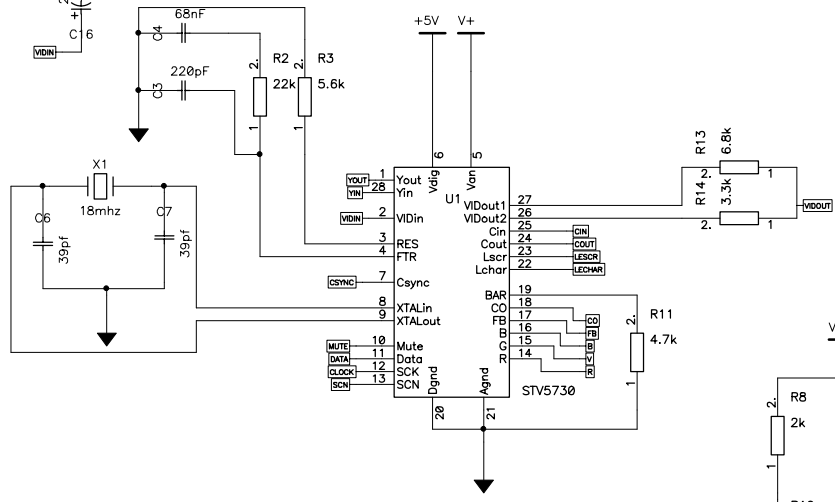 2
+
C16
VIDIN
68nF
C4
220pF
C3
2.
R2
22k
1
2.
R3
5.6k
1
+5V
V+
X1
18mhz
C6
39pf
C7
39pf
6
5
Vdig
Van
U1
YOUT
1
Yout
YIN
28
Yin
VIDIN
2
VIDin
3
RES
4
FTR
CSYNC
7
Csync
8
XTALin
9
XTALout
MUTE
10
Mute
DATA
11
Data
CLOCK
12
SCK
SCN
13
SCN
VIDout1
27
VIDout2
26
Cin
25
CIN
Cout
24
COUT
Lscr
23
LESCR
Lchar
22
LECHAR
BAR
19
CO
18
CO
FB
17
FB
B
16
B
G
15
V
R
14
R
Dgnd
Agnd
20
21
STV5730
R13
6.8k
2.
1
R14
3.3k
2.
1
VIDOUT
2.
R11
4.7k
1
V
2.
R8
2k
1